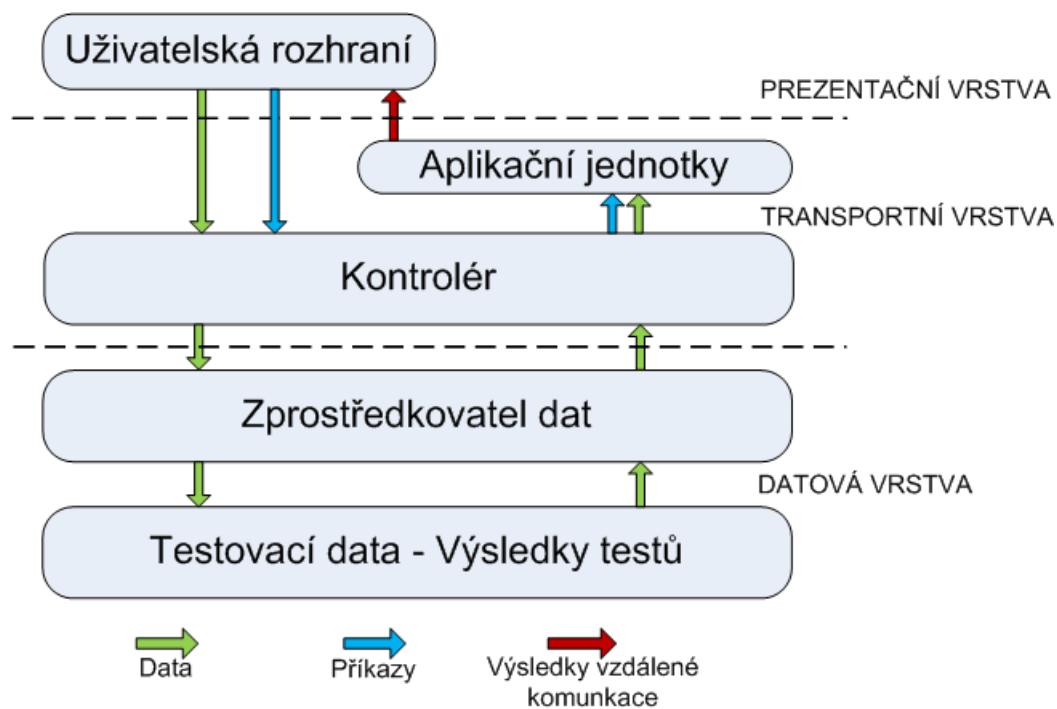 Uživatelská rozhraní
PREZENTAČNÍ VRSTVA
Aplikační jednotky
TRANSPORTNÍ VRSTVA
Kontrolér
Zprostředkovatel dat
DATOVÁ VRSTVA
Testovací data - Výsledky testů
Data
Příkazy
Výsledky vzdálené
komunkace